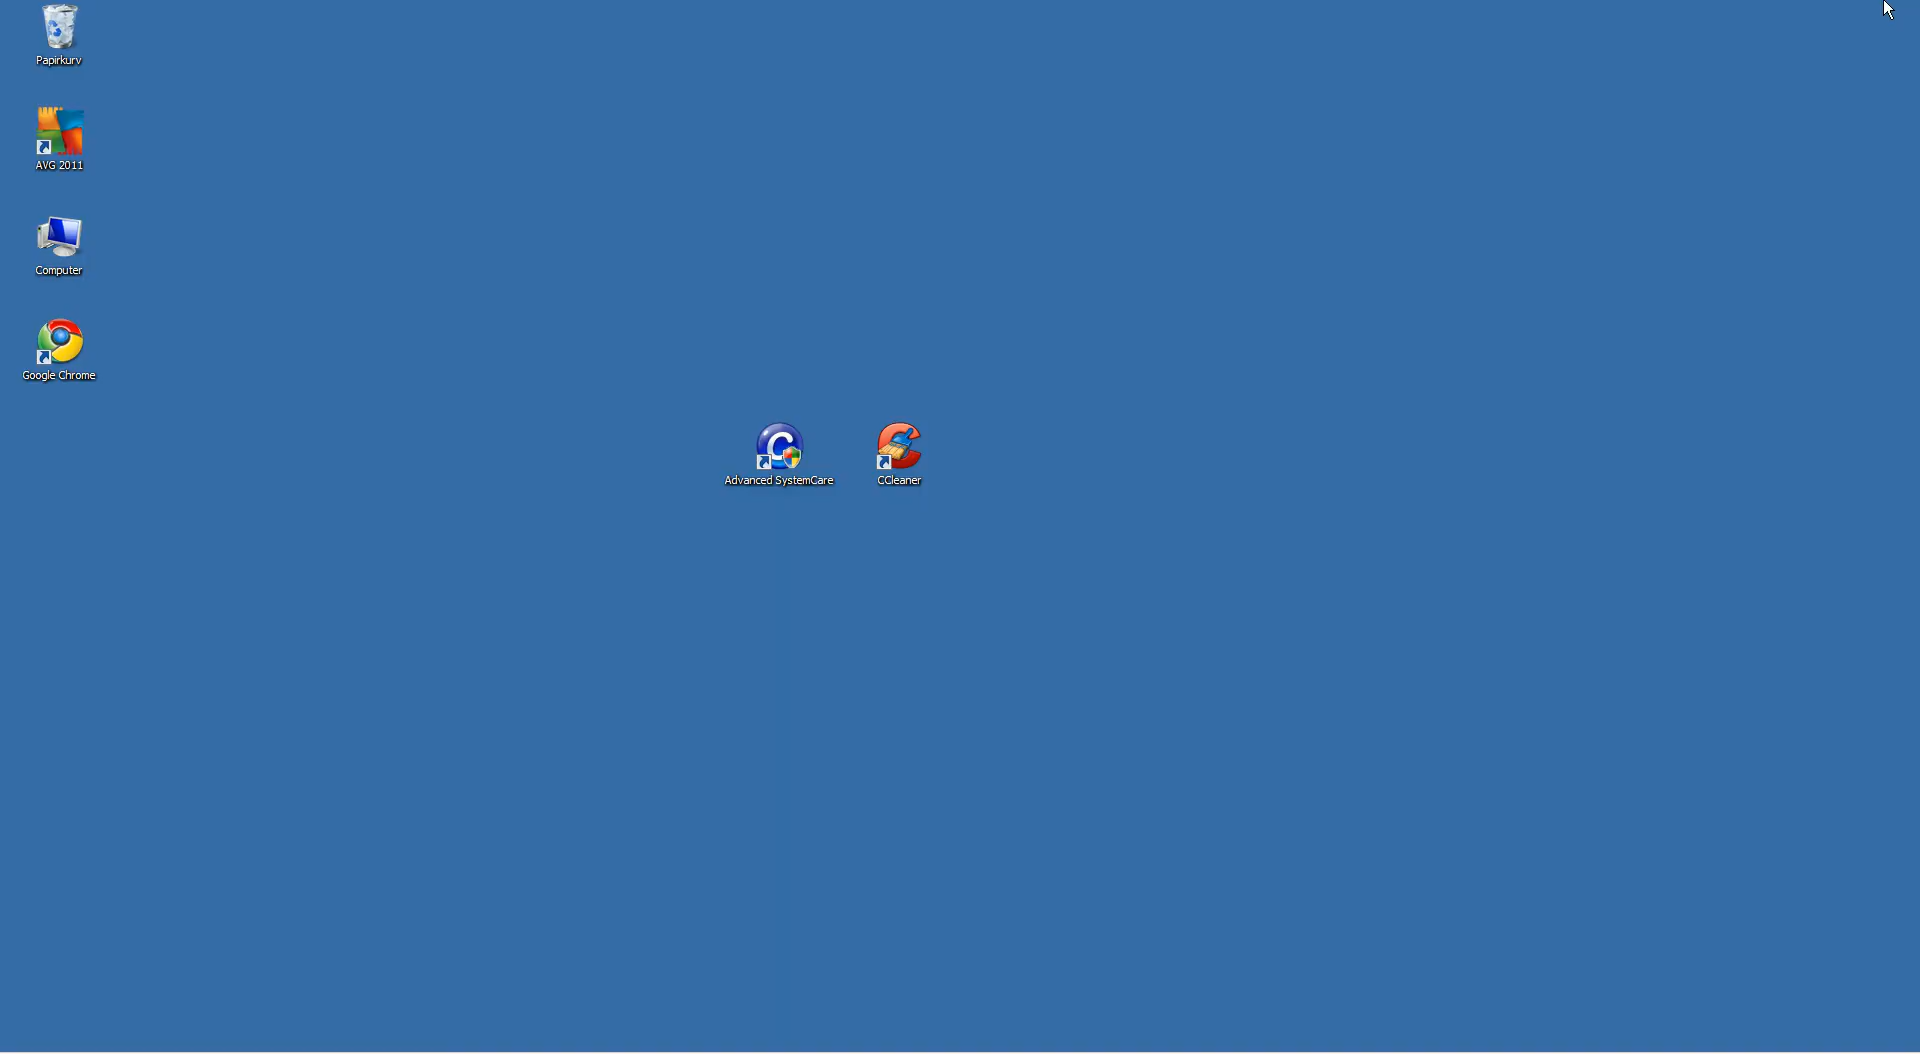 Papirkurv
AVG 2011
Computer
Google Chrome
Advanced SystemCare
CCleaner